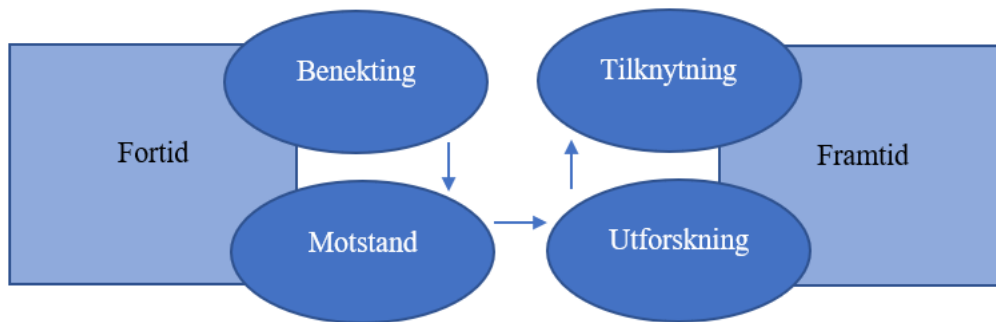 Benekting
Tilknytning
Fortid
Framtid
Motstand
Utforskning